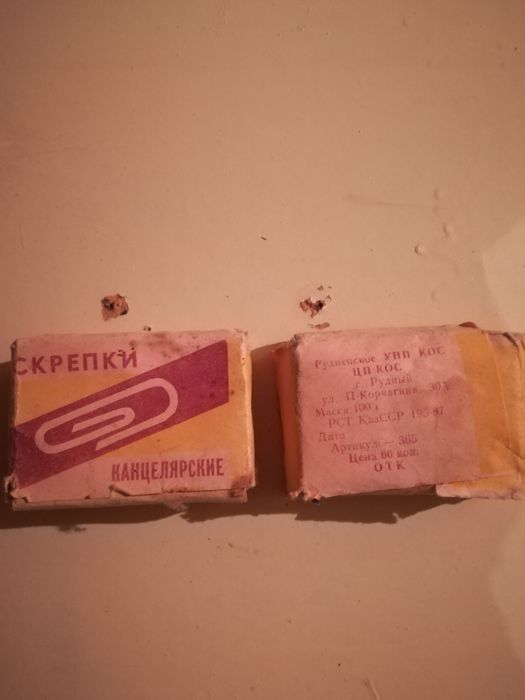 СКРЕПКИ
КАНЦЕЛЯРСКИЕ
Рудненское УПП КОС
ЦП КОС
г. Рудный
ул. П-Корчагина,
Масса 100 г
РСТ КазССР 195-87
Дата
Артикул — 365
Цена 60 коп.
ОТК